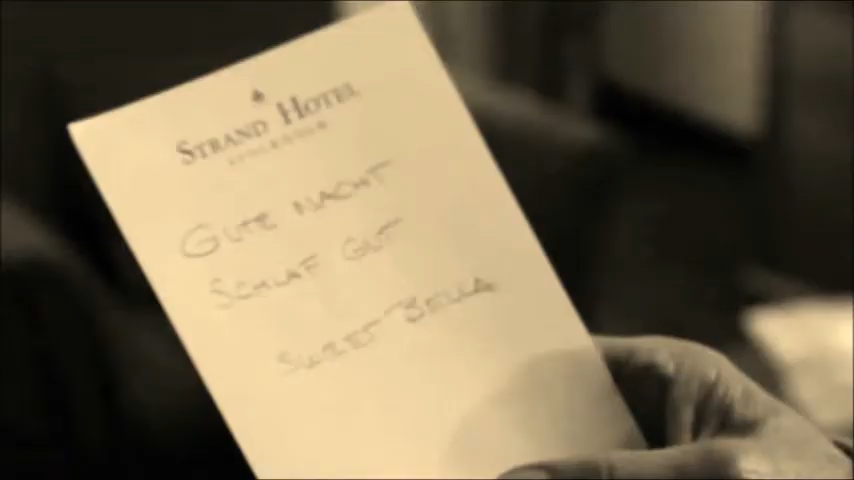 STRAND HOTEL
GUTE NACHT
SCHLAF GUT
SWEET BELLA